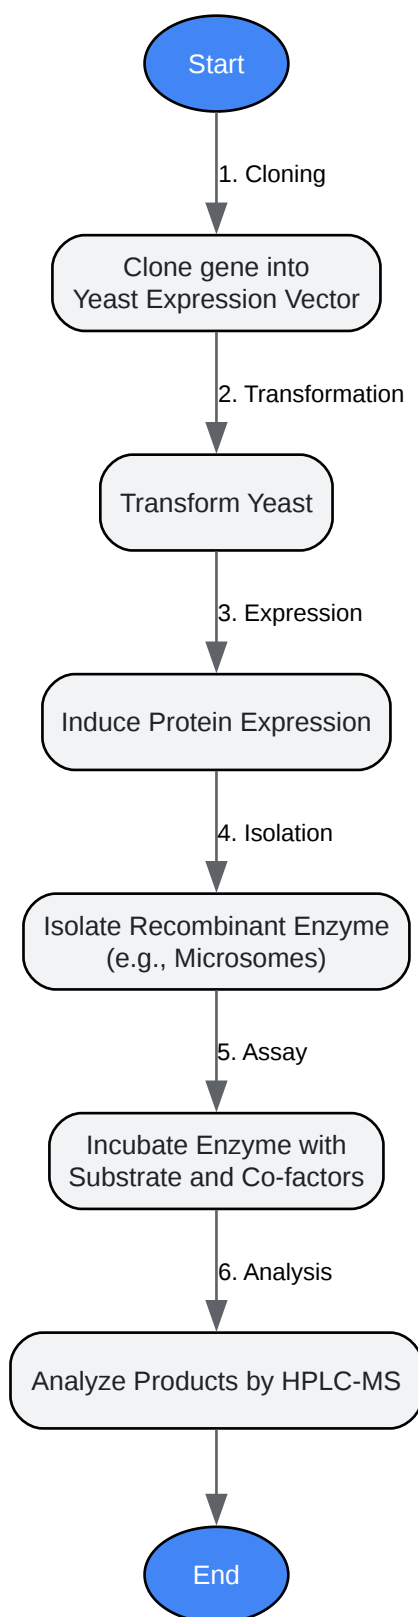 Start
1. Cloning
Clone gene into
Yeast Expression Vector
2. Transformation
Transform Yeast
3. Expression
Induce Protein Expression
4. Isolation
Isolate Recombinant Enzyme
(e.g., Microsomes)
5. Assay
Incubate Enzyme with
Substrate and Co-factors
6. Analysis
Analyze Products by HPLC-MS
End